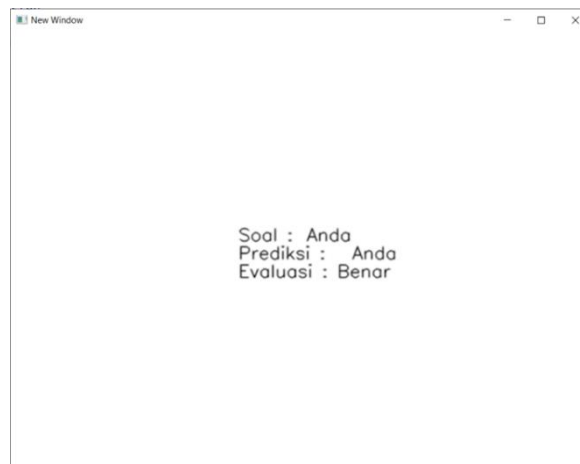 New Window
Soal : Anda
Prediksi : Anda
Evaluasi : Benar